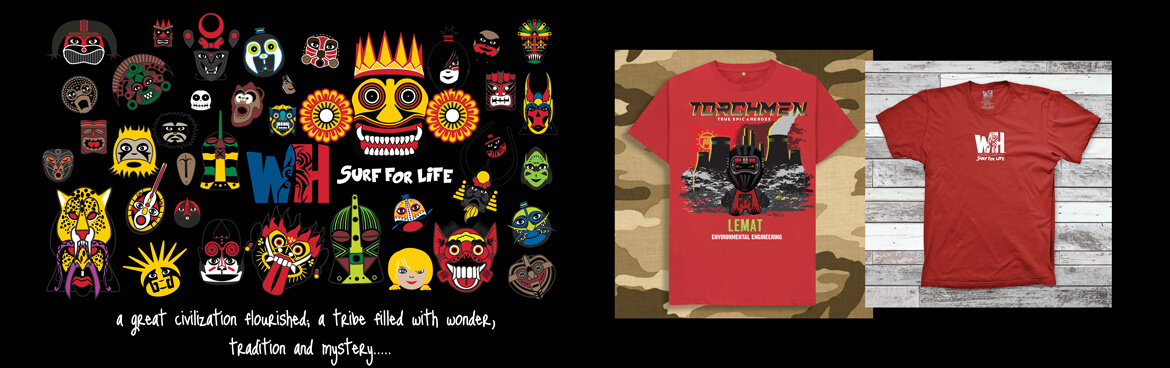 WH SURF FOR LIFE
a great civilization flourished; a tribe filled with wonder,
tradition and mystery.....
TORCHMEN
TRUE EPIC HEROES
LEMAT
ENVIRONMENTAL ENGINEERING
WH
WH
SURF FOR LIFE